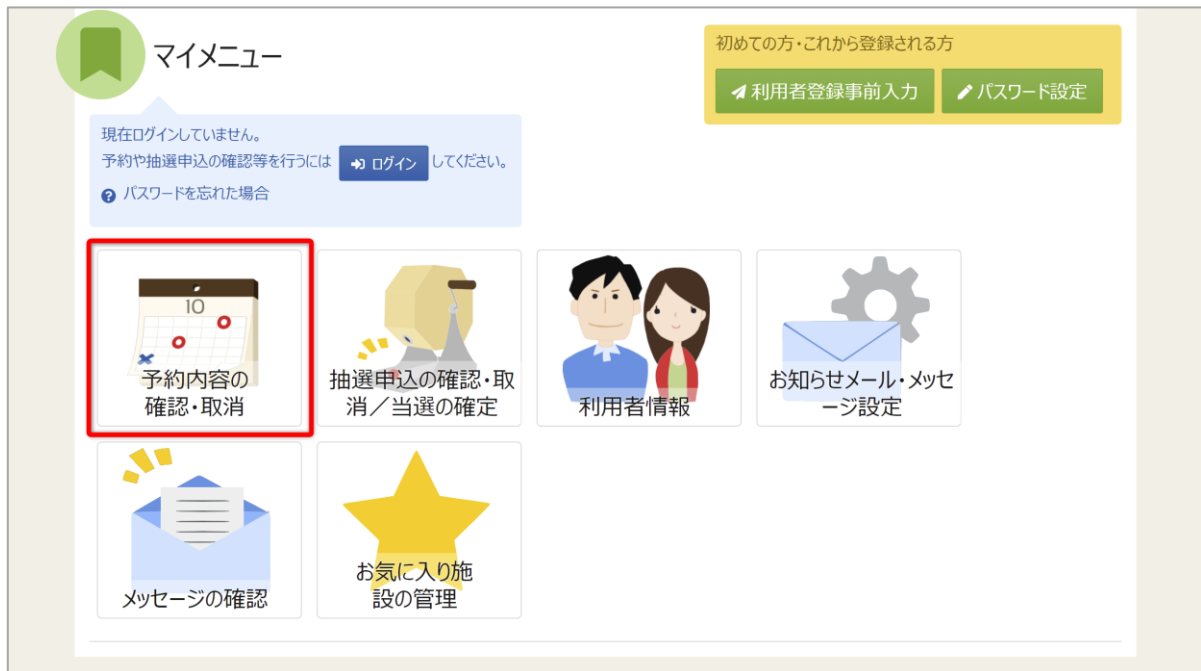 マイメニュー
初めての方・これから登録される方
利用者登録事前入力
パスワード設定
現在ログインしていません。
予約や抽選申込の確認等を行うには ログイン してください。
パスワードを忘れた場合
10
予約内容の
確認・取消
抽選申込の確認・取
消／当選の確定
利用者情報
お知らせメール・メッセ
ージ設定
メッセージの確認
お気に入り施
設の管理